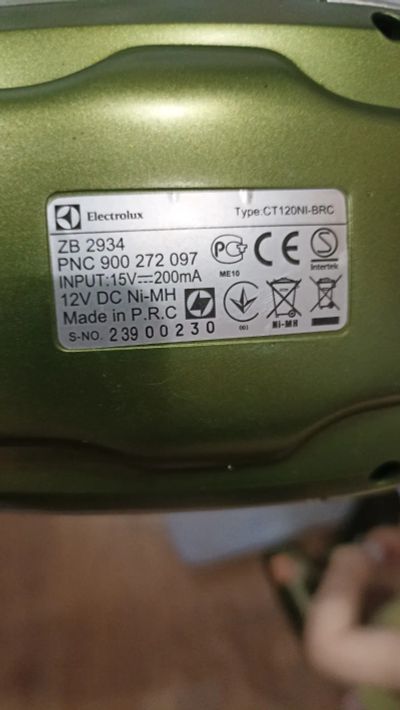 Electrolux Type:CT120NI-BRC
ZB 2934
PNC 900 272 097
INPUT:15V⎓200mA
ME10
Intertek
12V DC Ni-MH
Made in P.R.C
001
Ni-MH
S-NO. 23900230